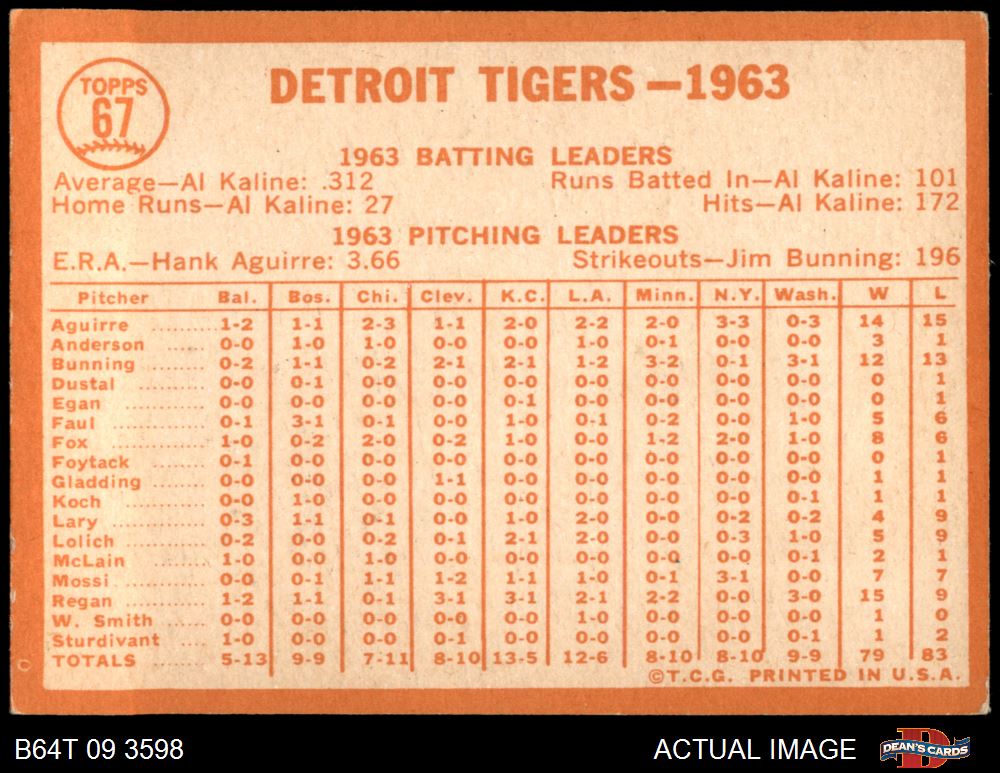 TOPPS
67
DETROIT TIGERS—1963
1963 BATTING LEADERS
Average—Al Kaline: .312 Runs Batted In—Al Kaline: 101
Home Runs—Al Kaline: 27 Hits—Al Kaline: 172
1963 PITCHING LEADERS
E.R.A.—Hank Aguirre: 3.66 Strikeouts—Jim Bunning: 196
Pitcher Bal. Bos. Chi. Clev. K.C. L.A. Minn. N.Y. Wash. W L
Aguirre ........ 1-2 1-1 2-3 1-1 2-0 2-2 2-0 3-3 0-3 14 15
Anderson ...... 0-0 1-0 1-0 0-0 0-0 1-0 0-1 0-0 0-0 3 1
Bunning ........ 0-2 1-1 0-2 2-1 2-1 1-2 3-2 0-1 3-1 12 13
Dustal ........ 0-0 0-1 0-0 0-0 0-0 0-0 0-0 0-0 0-0 0 1
Egan ........ 0-0 0-0 0-0 0-0 0-1 0-0 0-0 0-0 0-0 0 1
Faul ........ 0-1 3-1 0-1 0-0 1-0 0-1 0-2 0-0 1-0 5 6
Fox ........ 1-0 0-2 2-0 0-2 1-0 0-0 1-2 2-0 1-0 8 6
Foytack ........ 0-1 0-0 0-0 0-0 0-0 0-0 0-0 0-0 0-0 0 1
Gladding ........ 0-0 0-0 0-0 1-1 0-0 0-0 0-0 0-0 0-0 1 1
Koch ........ 0-0 1-0 0-0 0-0 0-0 0-0 0-0 0-0 0-1 1 1
Lary ........ 0-3 1-1 0-1 0-0 1-0 2-0 0-0 0-2 0-2 4 9
Lolich ........ 0-2 0-0 0-2 0-1 2-1 2-0 0-0 0-3 1-0 5 9
McLain ........ 1-0 0-0 1-0 0-0 0-0 0-0 0-0 0-0 0-1 2 1
Mossi ........ 0-0 0-1 1-1 1-2 1-1 1-0 0-1 3-1 0-0 7 7
Regan ........ 1-2 1-1 0-1 3-1 3-1 2-1 2-2 0-0 3-0 15 9
W. Smith ...... 0-0 0-0 0-0 0-0 0-0 1-0 0-0 0-0 0-0 1 0
Sturdivant .... 1-0 0-0 0-0 0-1 0-0 0-0 0-0 0-0 0-1 1 2
TOTALS ...... 5-13 9-9 7-11 8-10 13-5 12-6 8-10 8-10 9-9 79 83
©T.C.G. PRINTED IN U.S.A.
B64T 09 3598 ACTUAL IMAGE DEAN'S CARDS